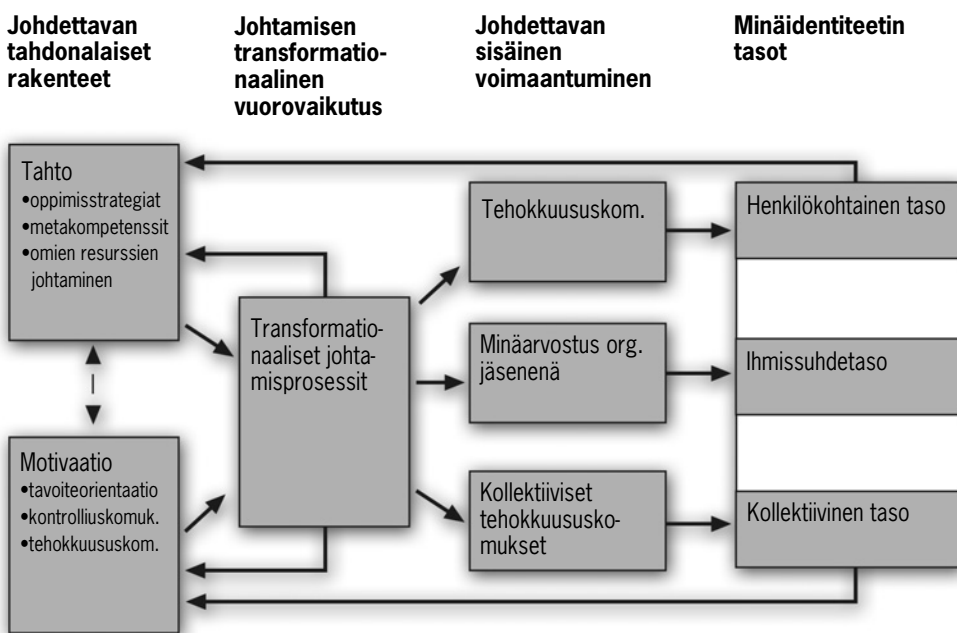 Johdettavan
tahdonalaiset
rakenteet
Johtamisen
transformatio-
naalinen
vuorovaikutus
Johdettavan
sisäinen
voimaantuminen
Minäidentiteetin
tasot
Tahto
•oppimisstrategiat
•metakompetenssit
•omien resurssien
johtaminen
Motivaatio
•tavoiteorientaatio
•kontrolliuskomuk.
•tehokkuususkom.
Transformatio-
naaliset johta-
misprosessit
Tehokkuususkom.
Minäarvostus org.
jäsenenä
Kollektiiviset
tehokkuususko-
mukset
Henkilökohtainen taso
Ihmissuhdetaso
Kollektiivinen taso